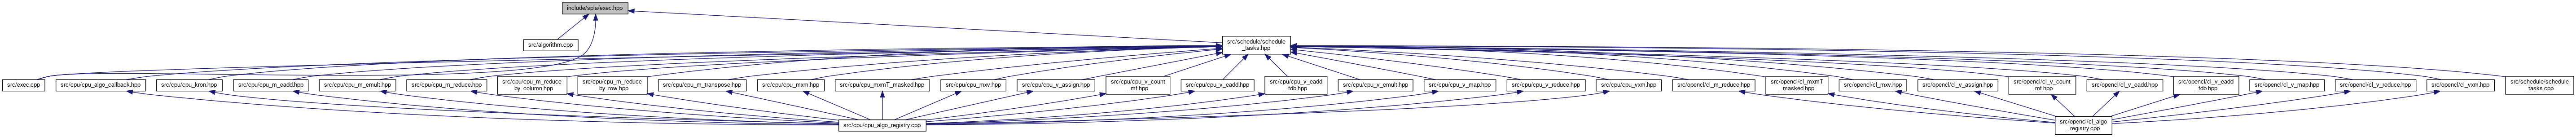 include/spla/exec.hpp
src/algorithm.cpp
src/schedule/schedule
_tasks.hpp
src/exec.cpp
src/cpu/cpu_algo_callback.hpp
src/cpu/cpu_kron.hpp
src/cpu/cpu_m_eadd.hpp
src/cpu/cpu_m_emult.hpp
src/cpu/cpu_m_reduce.hpp
src/cpu/cpu_m_reduce
_by_column.hpp
src/cpu/cpu_m_reduce
_by_row.hpp
src/cpu/cpu_m_transpose.hpp
src/cpu/cpu_mxm.hpp
src/cpu/cpu_mxmT_masked.hpp
src/cpu/cpu_mxv.hpp
src/cpu/cpu_v_assign.hpp
src/cpu/cpu_v_count
_mf.hpp
src/cpu/cpu_v_eadd.hpp
src/cpu/cpu_v_eadd
_fdb.hpp
src/cpu/cpu_v_emult.hpp
src/cpu/cpu_v_map.hpp
src/cpu/cpu_v_reduce.hpp
src/cpu/cpu_vxm.hpp
src/opencl/cl_m_reduce.hpp
src/opencl/cl_mxmT
_masked.hpp
src/opencl/cl_mxv.hpp
src/opencl/cl_v_assign.hpp
src/opencl/cl_v_count
_mf.hpp
src/opencl/cl_v_eadd.hpp
src/opencl/cl_v_eadd
_fdb.hpp
src/opencl/cl_v_map.hpp
src/opencl/cl_v_reduce.hpp
src/opencl/cl_vxm.hpp
src/schedule/schedule
_tasks.cpp
src/cpu/cpu_algo_registry.cpp
src/opencl/cl_algo
_registry.cpp